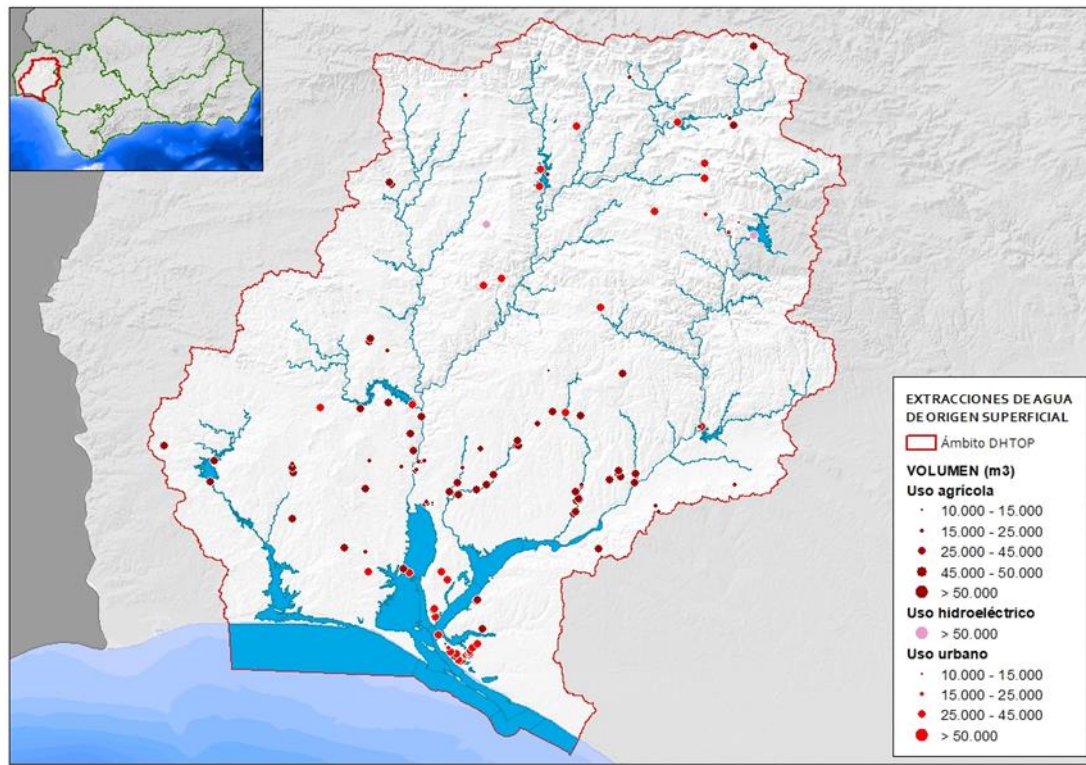 EXTRACCIONES DE AGUA
DE ORIGEN SUPERFICIAL
Ámbito DHTOP
VOLUMEN (m3)
Uso agrícola
10.000 - 15.000
15.000 - 25.000
25.000 - 45.000
45.000 - 50.000
> 50.000
Uso hidroeléctrico
> 50.000
Uso urbano
10.000 - 15.000
15.000 - 25.000
25.000 - 45.000
> 50.000